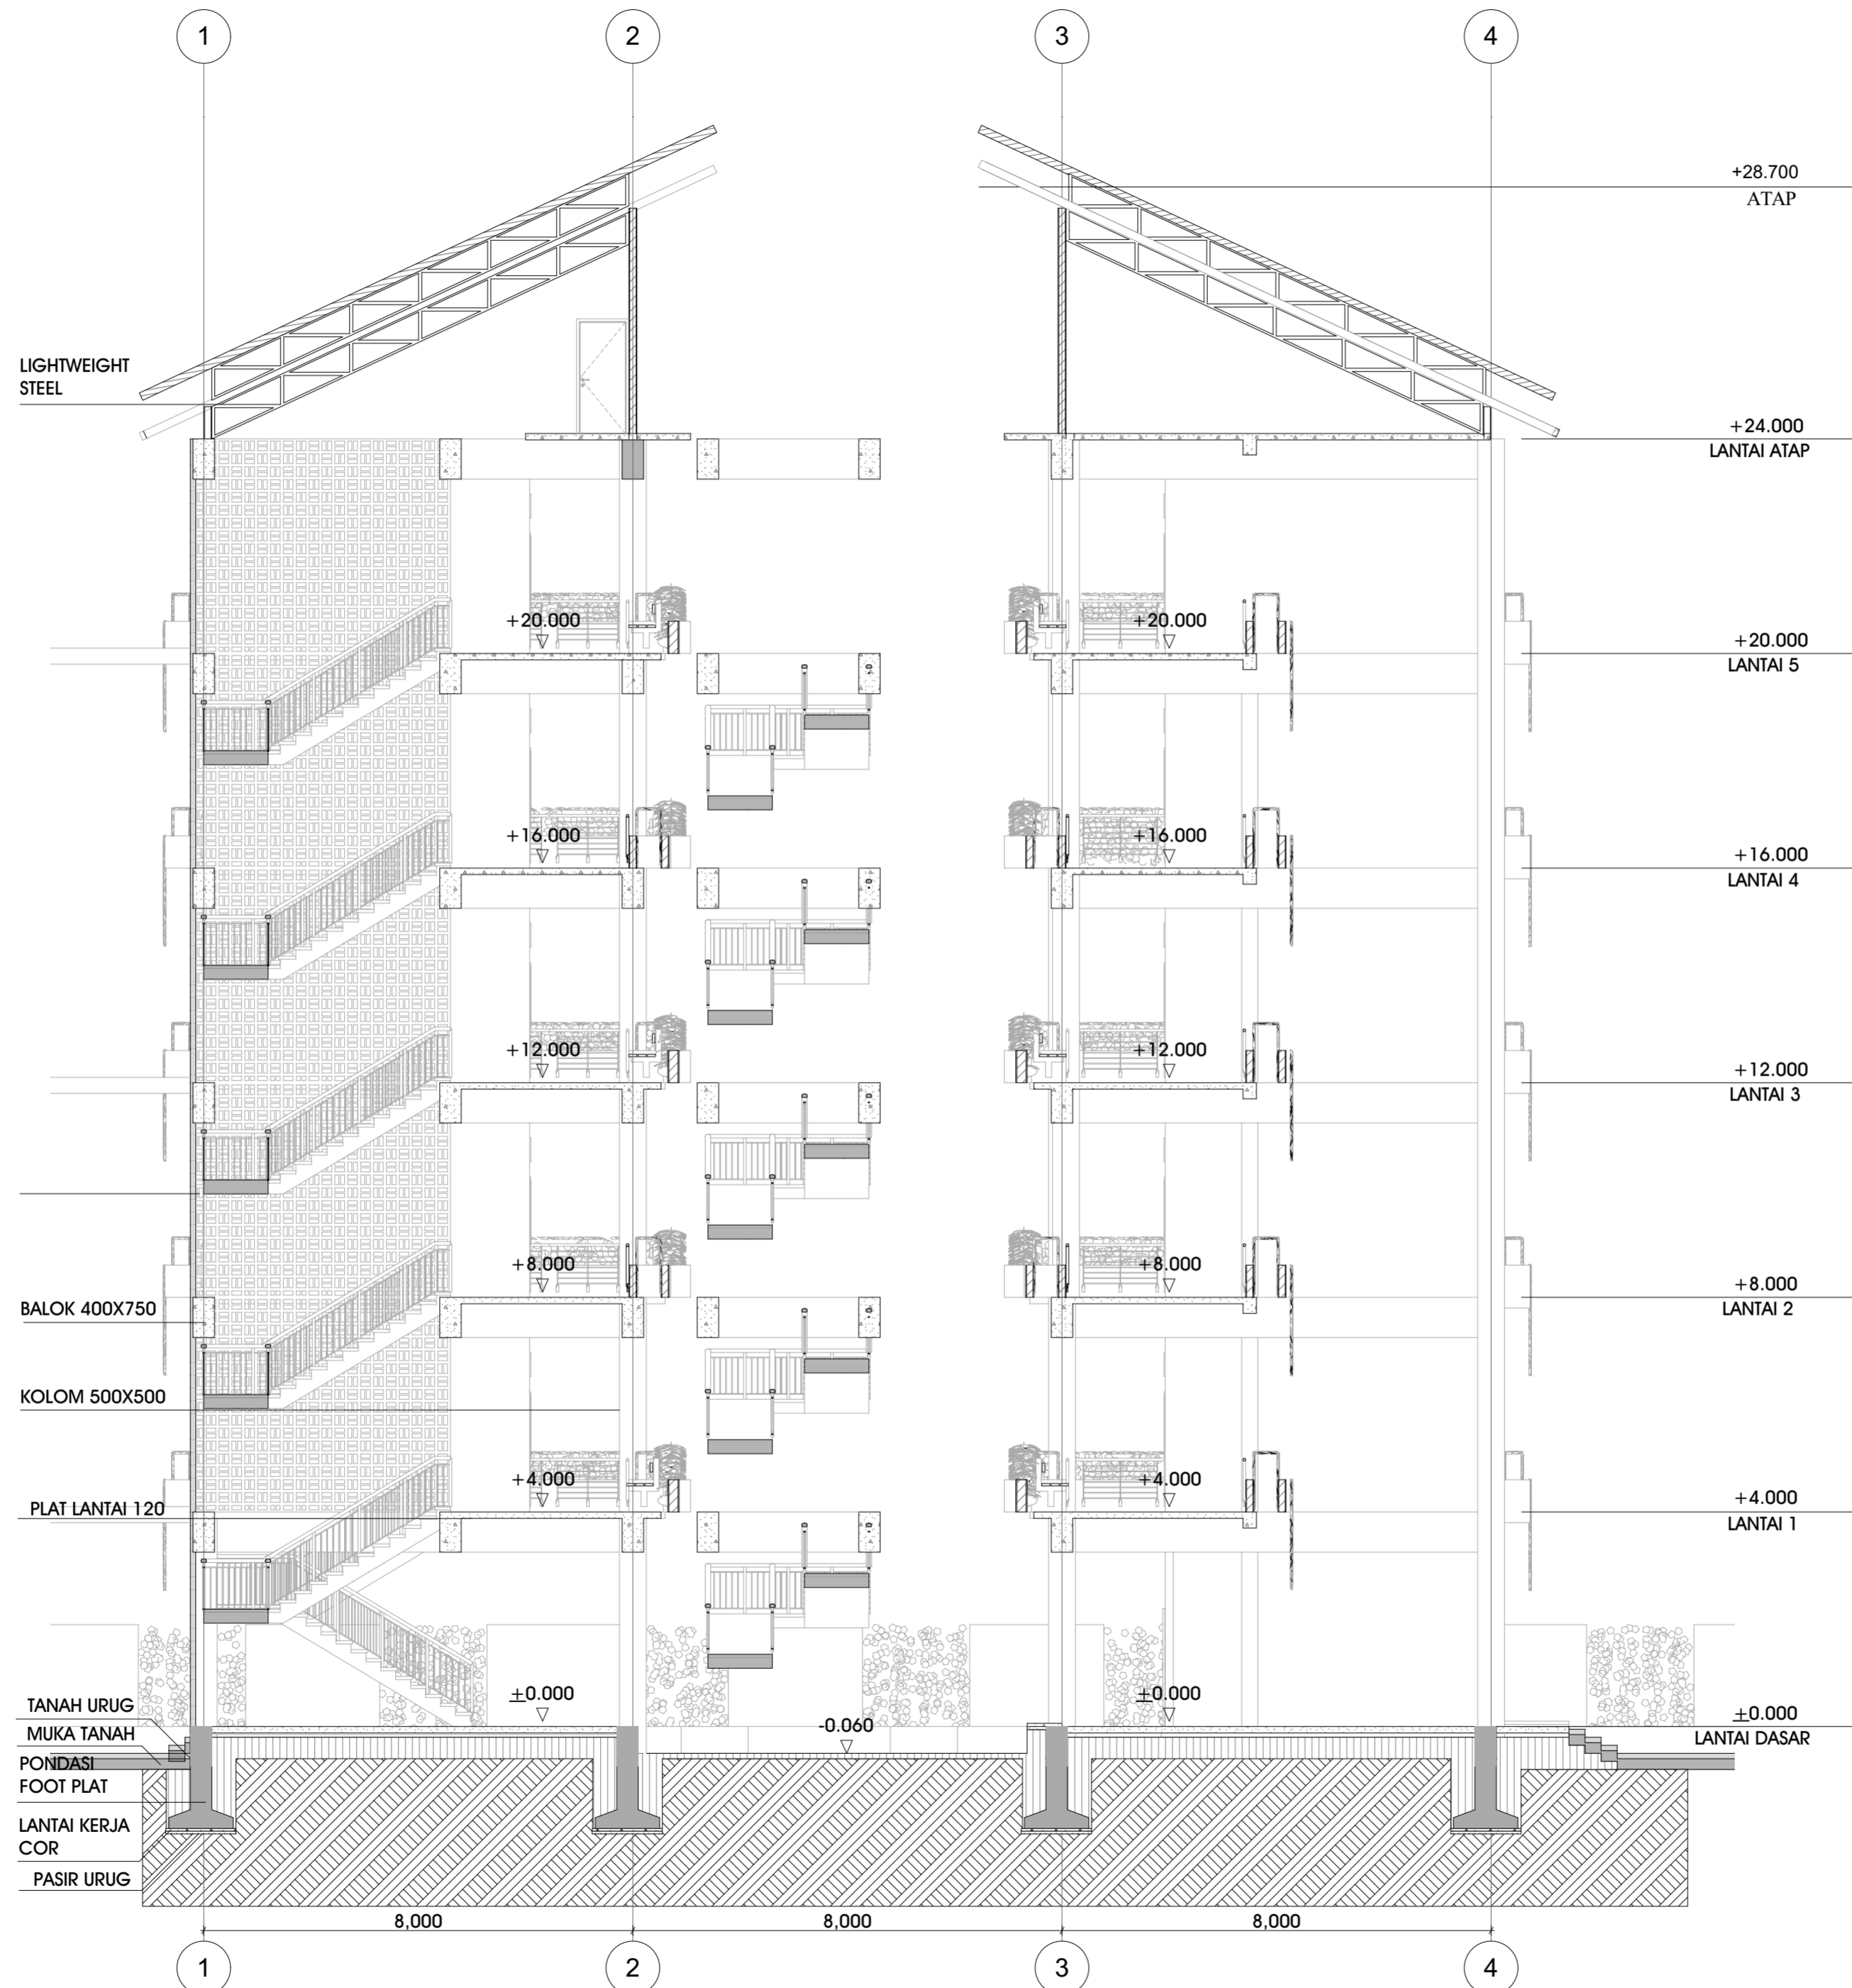 1
2
3
4
+28.700
ATAP
LIGHTWEIGHT
STEEL
+24.000
LANTAI ATAP
+20.000
+20.000
+20.000
LANTAI 5
+16.000
+16.000
+16.000
LANTAI 4
+12.000
+12.000
+12.000
LANTAI 3
+8.000
+8.000
+8.000
LANTAI 2
BALOK 400X750
KOLOM 500X500
+4.000
+4.000
+4.000
LANTAI 1
PLAT LANTAI 120
±0.000
±0.000
±0.000
LANTAI DASAR
-0.060
TANAH URUG
MUKA TANAH
PONDASI
FOOT PLAT
LANTAI KERJA
COR
PASIR URUG
8,000
8,000
8,000
1
2
3
4